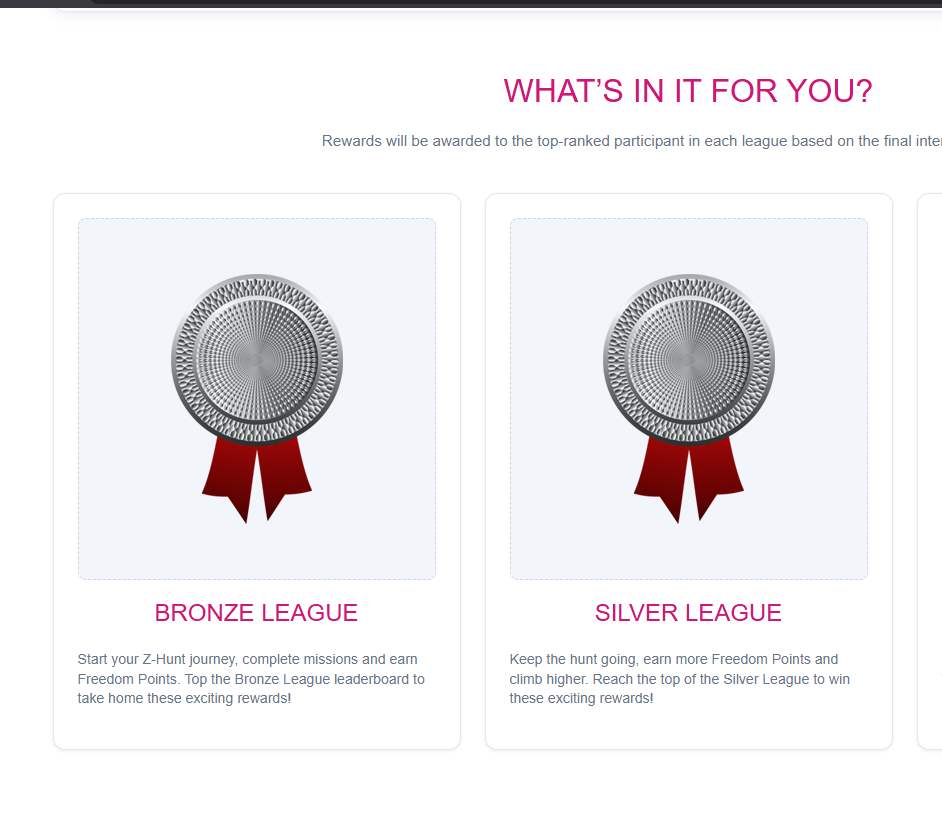 WHAT’S IN IT FOR YOU?
Rewards will be awarded to the top-ranked participant in each league based on the final
BRONZE LEAGUE
Start your Z-Hunt journey, complete missions and earn
Freedom Points. Top the Bronze League leaderboard to
take home these exciting rewards!
SILVER LEAGUE
Keep the hunt going, earn more Freedom Points and
climb higher. Reach the top of the Silver League to win
these exciting rewards!